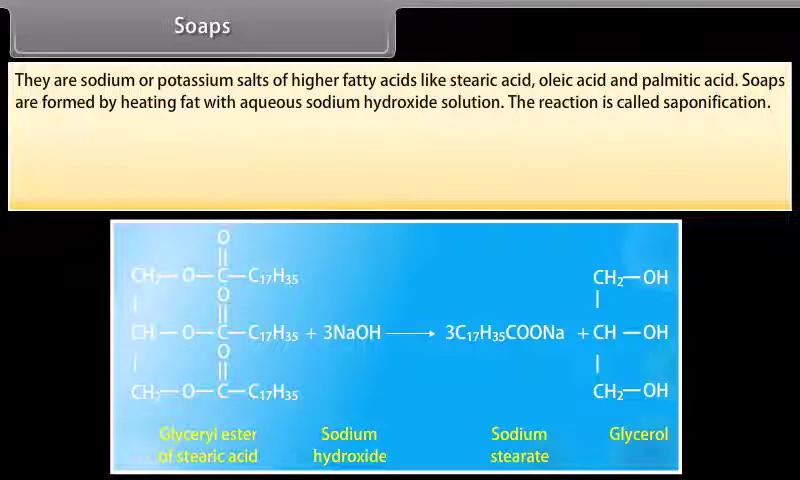 Soaps
They are sodium or potassium salts of higher fatty acids like stearic acid, oleic acid and palmitic acid. Soaps
are formed by heating fat with aqueous sodium hydroxide solution. The reaction is called saponification.
O
||
CH₂—O—C—C₁₇H₃₅ CH₂—OH
| O |
||
CH—O—C—C₁₇H₃₅ + 3NaOH ⟶ 3C₁₇H₃₅COONa + CH—OH
| O |
||
CH₂—O—C—C₁₇H₃₅ CH₂—OH
Glyceryl ester Sodium Sodium Glycerol
of stearic acid hydroxide stearate